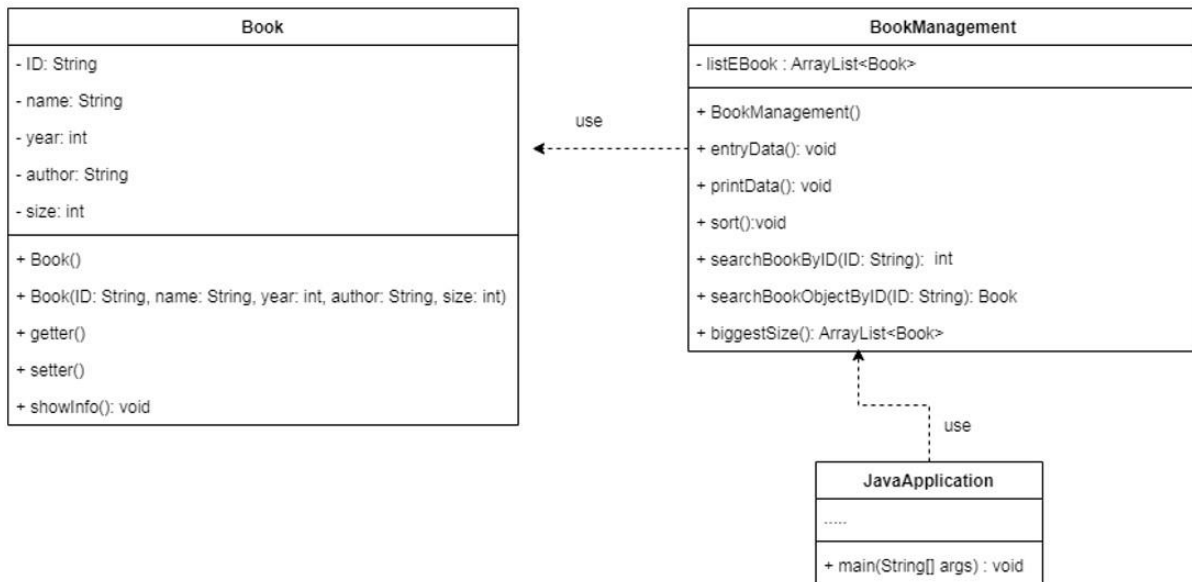 Book
- ID: String
- name: String
- year: int
- author: String
- size: int
+ Book()
+ Book(ID: String, name: String, year: int, author: String, size: int)
+ getter()
+ setter()
+ showInfo(): void
use
BookManagement
- listEBook : ArrayList<Book>
+ BookManagement()
+ entryData(): void
+ printData(): void
+ sort():void
+ searchBookByID(ID: String): int
+ searchBookObjectByID(ID: String): Book
+ biggestSize(): ArrayList<Book>
use
JavaApplication
.....
+ main(String[] args) : void